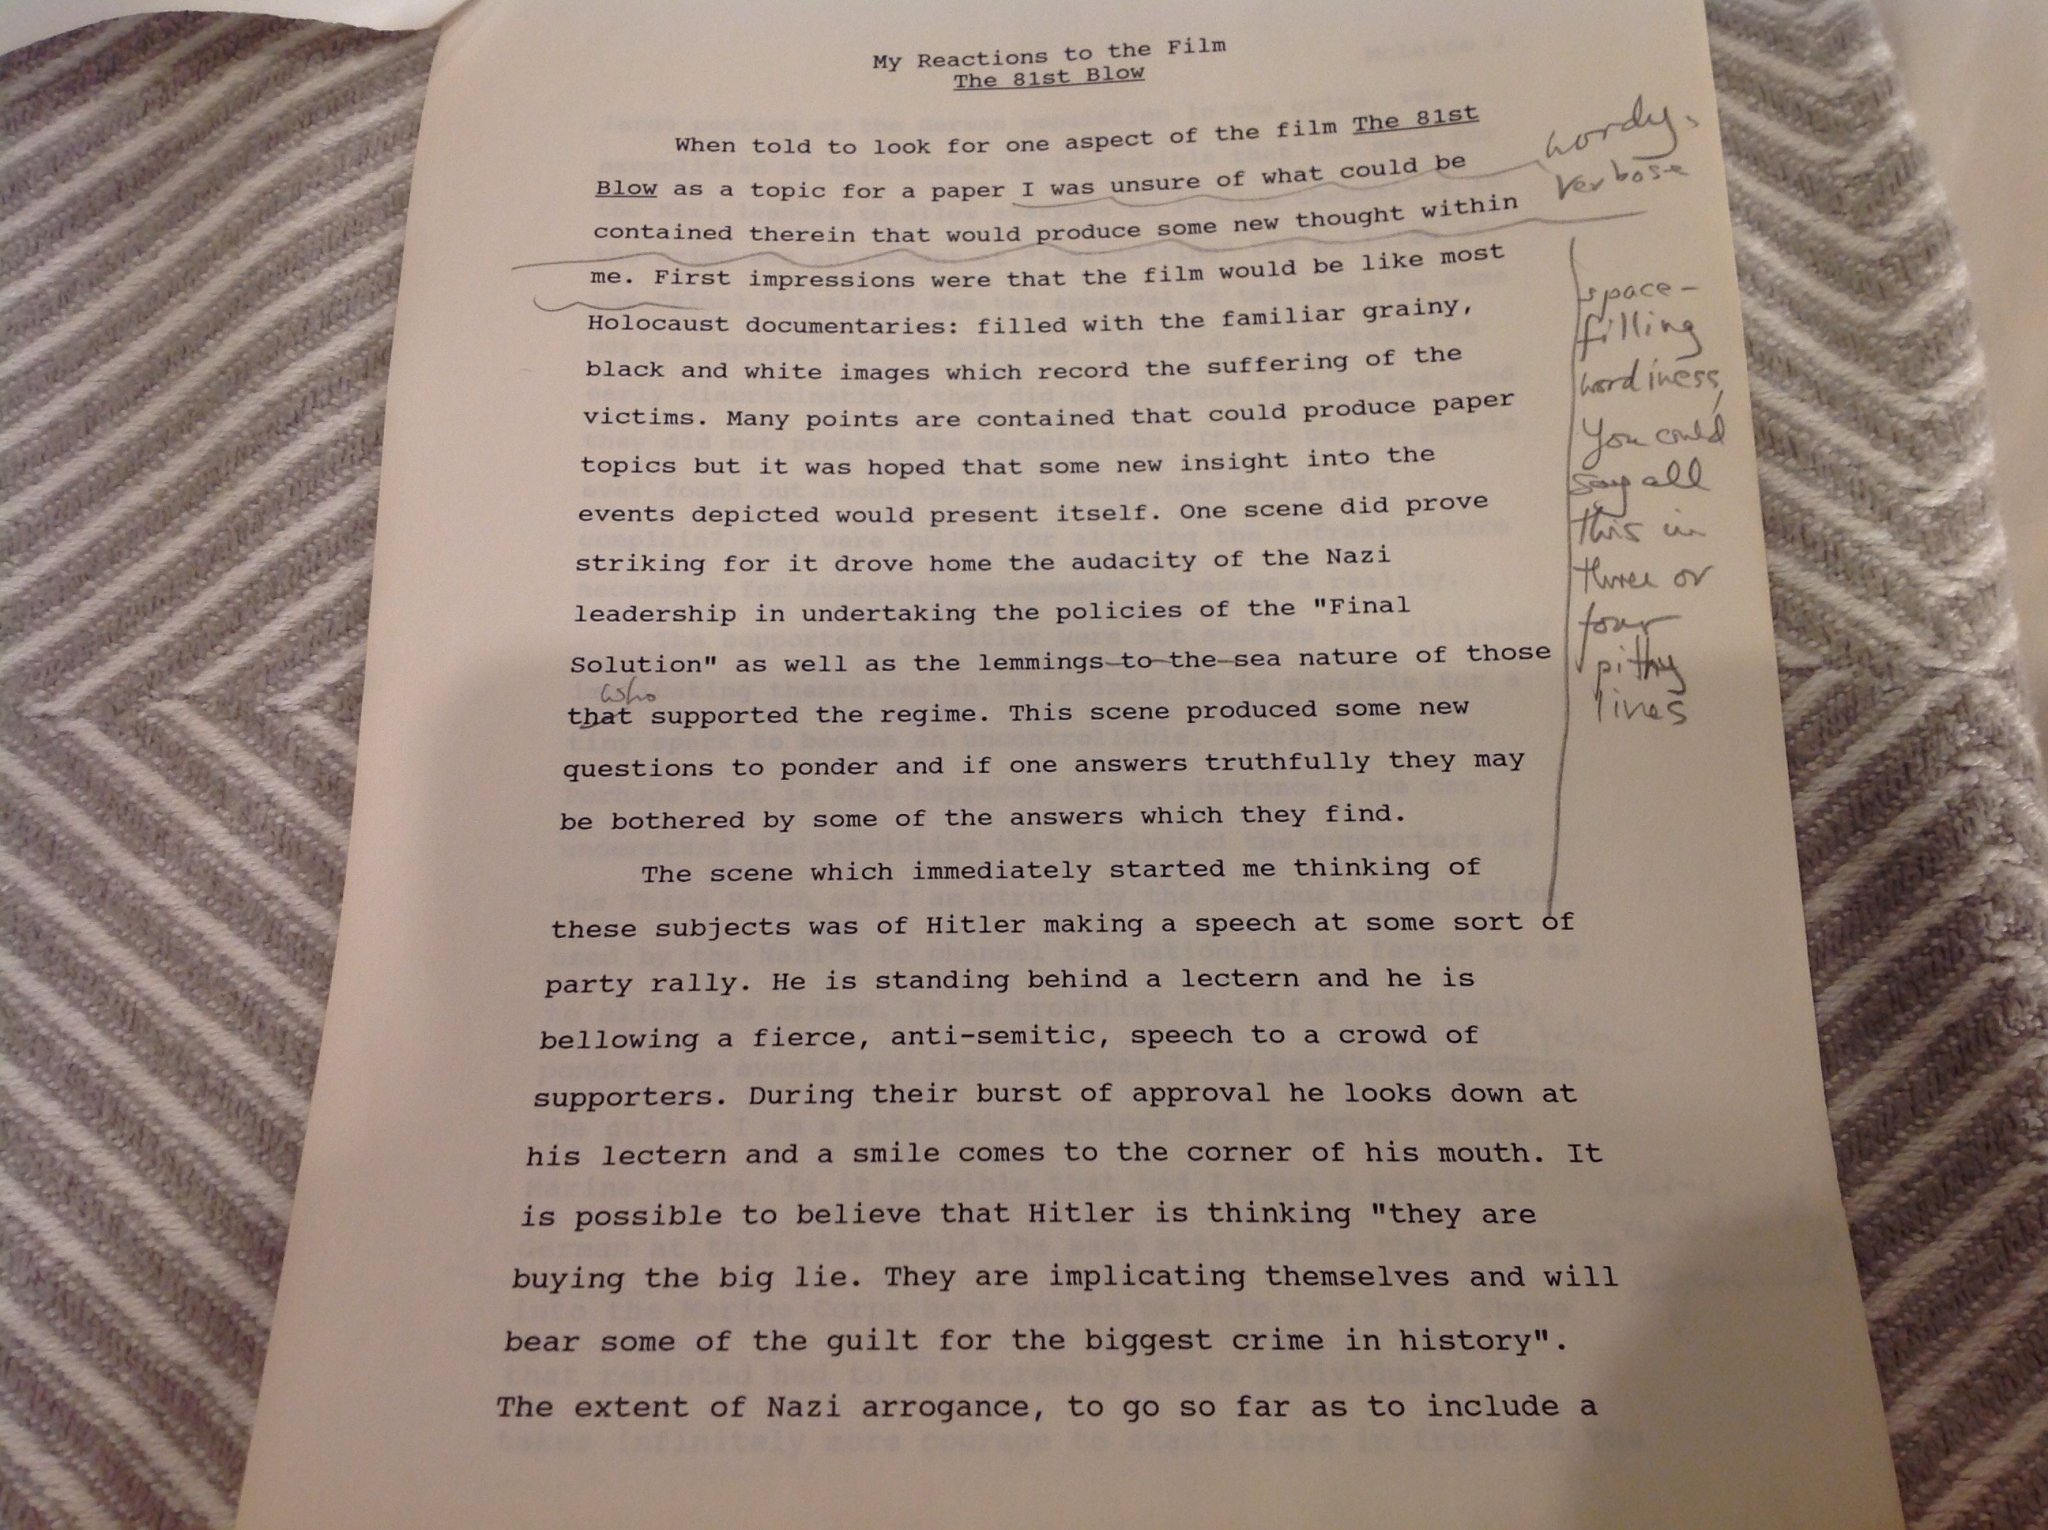 My Reactions to the Film
The 81st Blow
When told to look for one aspect of the film The 81st
Blow as a topic for a paper I was unsure of what could be
contained therein that would produce some new thought within
me. First impressions were that the film would be like most
Holocaust documentaries: filled with the familiar grainy,
black and white images which record the suffering of the
victims. Many points are contained that could produce paper
topics but it was hoped that some new insight into the
events depicted would present itself. One scene did prove
striking for it drove home the audacity of the Nazi
leadership in undertaking the policies of the "Final
Solution" as well as the lemmings to the sea nature of those
who
that supported the regime. This scene produced some new
questions to ponder and if one answers truthfully they may
be bothered by some of the answers which they find.
The scene which immediately started me thinking of
these subjects was of Hitler making a speech at some sort of
party rally. He is standing behind a lectern and he is
bellowing a fierce, anti-semitic, speech to a crowd of
supporters. During their burst of approval he looks down at
his lectern and a smile comes to the corner of his mouth. It
is possible to believe that Hitler is thinking "they are
buying the big lie. They are implicating themselves and will
bear some of the guilt for the biggest crime in history".
The extent of Nazi arrogance, to go so far as to include a
wordy,
verbose
space-
filling
wordiness,
You could
say all
this in
three or
four
pithy
lines